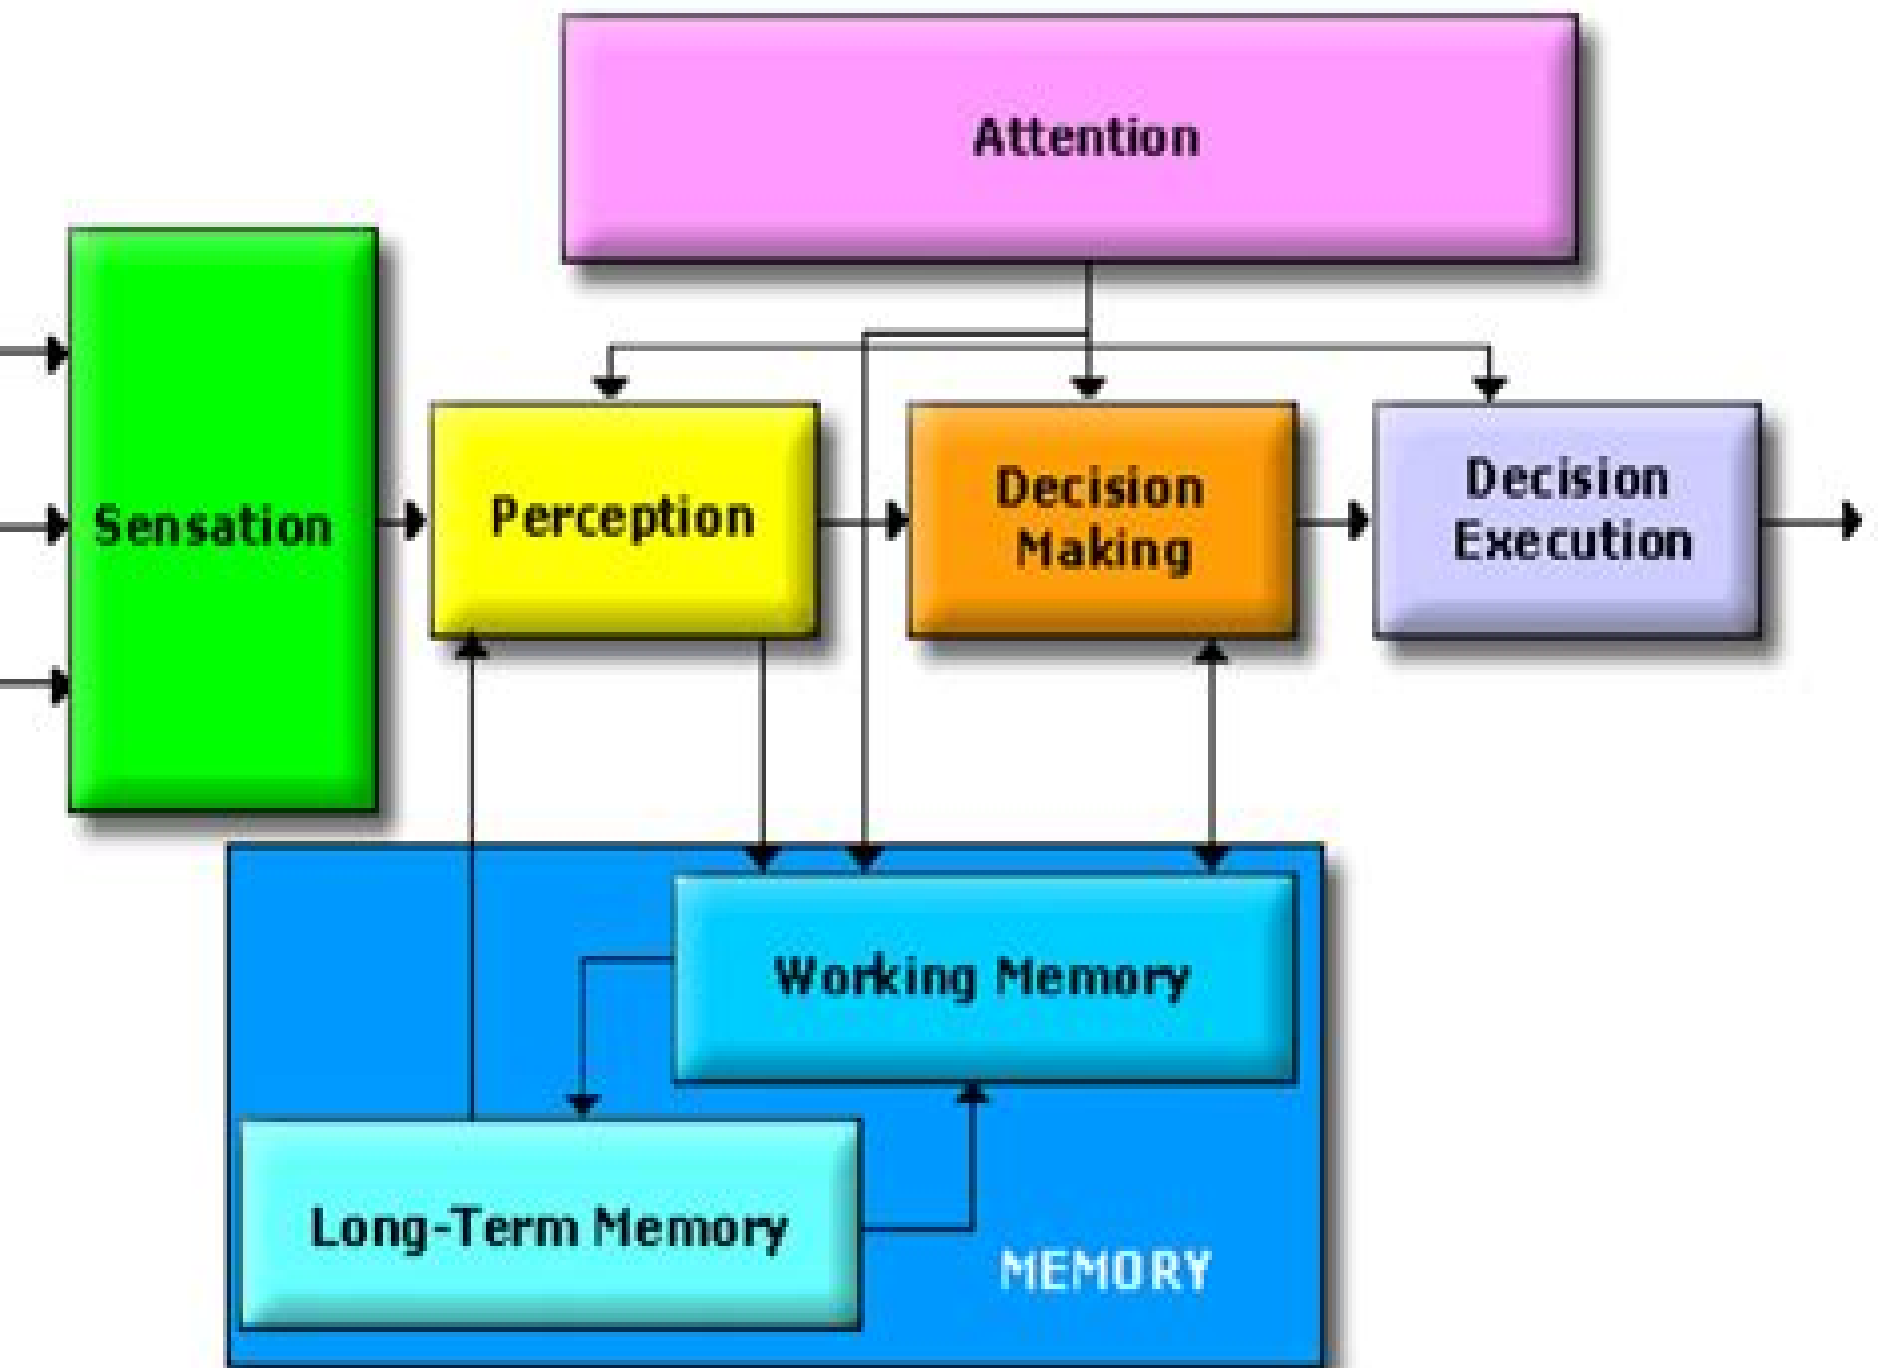 Attention
Sensation
Perception
Decision
Making
Decision
Execution
Working Memory
Long-Term Memory
MEMORY